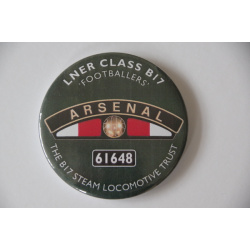 LNER CLASS B17
'FOOTBALLERS'
ARSENAL
61648
THE B17 STEAM LOCOMOTIVE TRUST